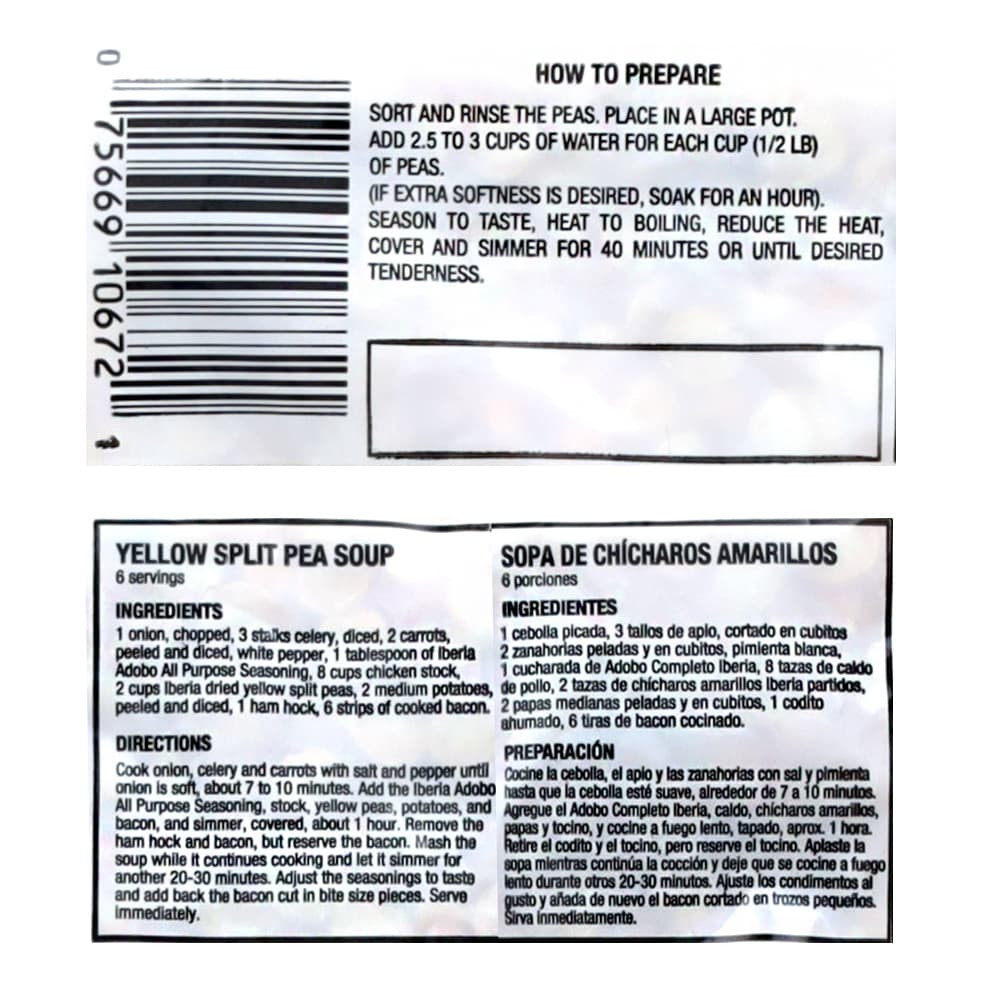 0 75669 10672 1
HOW TO PREPARE
SORT AND RINSE THE PEAS. PLACE IN A LARGE POT.
ADD 2.5 TO 3 CUPS OF WATER FOR EACH CUP (1/2 LB)
OF PEAS.
(IF EXTRA SOFTNESS IS DESIRED, SOAK FOR AN HOUR).
SEASON TO TASTE, HEAT TO BOILING, REDUCE THE HEAT,
COVER AND SIMMER FOR 40 MINUTES OR UNTIL DESIRED
TENDERNESS.
YELLOW SPLIT PEA SOUP
6 servings
INGREDIENTS
1 onion, chopped, 3 stalks celery, diced, 2 carrots,
peeled and diced, white pepper, 1 tablespoon of Iberia
Adobo All Purpose Seasoning, 8 cups chicken stock,
2 cups Iberia dried yellow split peas, 2 medium potatoes,
peeled and diced, 1 ham hock, 6 strips of cooked bacon.
DIRECTIONS
Cook onion, celery and carrots with salt and pepper until
onion is soft, about 7 to 10 minutes. Add the Iberia Adobo
All Purpose Seasoning, stock, yellow peas, potatoes, and
bacon, and simmer, covered, about 1 hour. Remove the
ham hock and bacon, but reserve the bacon. Mash the
soup while it continues cooking and let it simmer for
another 20-30 minutes. Adjust the seasonings to taste
and add back the bacon cut in bite size pieces. Serve
immediately.
SOPA DE CHÍCHAROS AMARILLOS
6 porciones
INGREDIENTES
1 cebolla picada, 3 tallos de apio, cortado en cubitos
2 zanahorias peladas y en cubitos, pimienta blanca,
1 cucharada de Adobo Completo Iberia, 8 tazas de caldo
de pollo, 2 tazas de chícharos amarillos Iberia partidos,
2 papas medianas peladas y en cubitos, 1 codito
ahumado, 6 tiras de bacon cocinado.
PREPARACIÓN
Cocine la cebolla, el apio y las zanahorias con sal y pimienta
hasta que la cebolla esté suave, alrededor de 7 a 10 minutos.
Agregue el Adobo Completo Iberia, caldo, chícharos amarillos,
papas y tocino, y cocine a fuego lento, tapado, aprox. 1 hora.
Retire el codito y el tocino, pero reserve el tocino. Aplaste la
sopa mientras continúa la cocción y deje que se cocine a fuego
lento durante otros 20-30 minutos. Ajuste los condimentos al
gusto y añada de nuevo el bacon cortado en trozos pequeños.
Sirva inmediatamente.